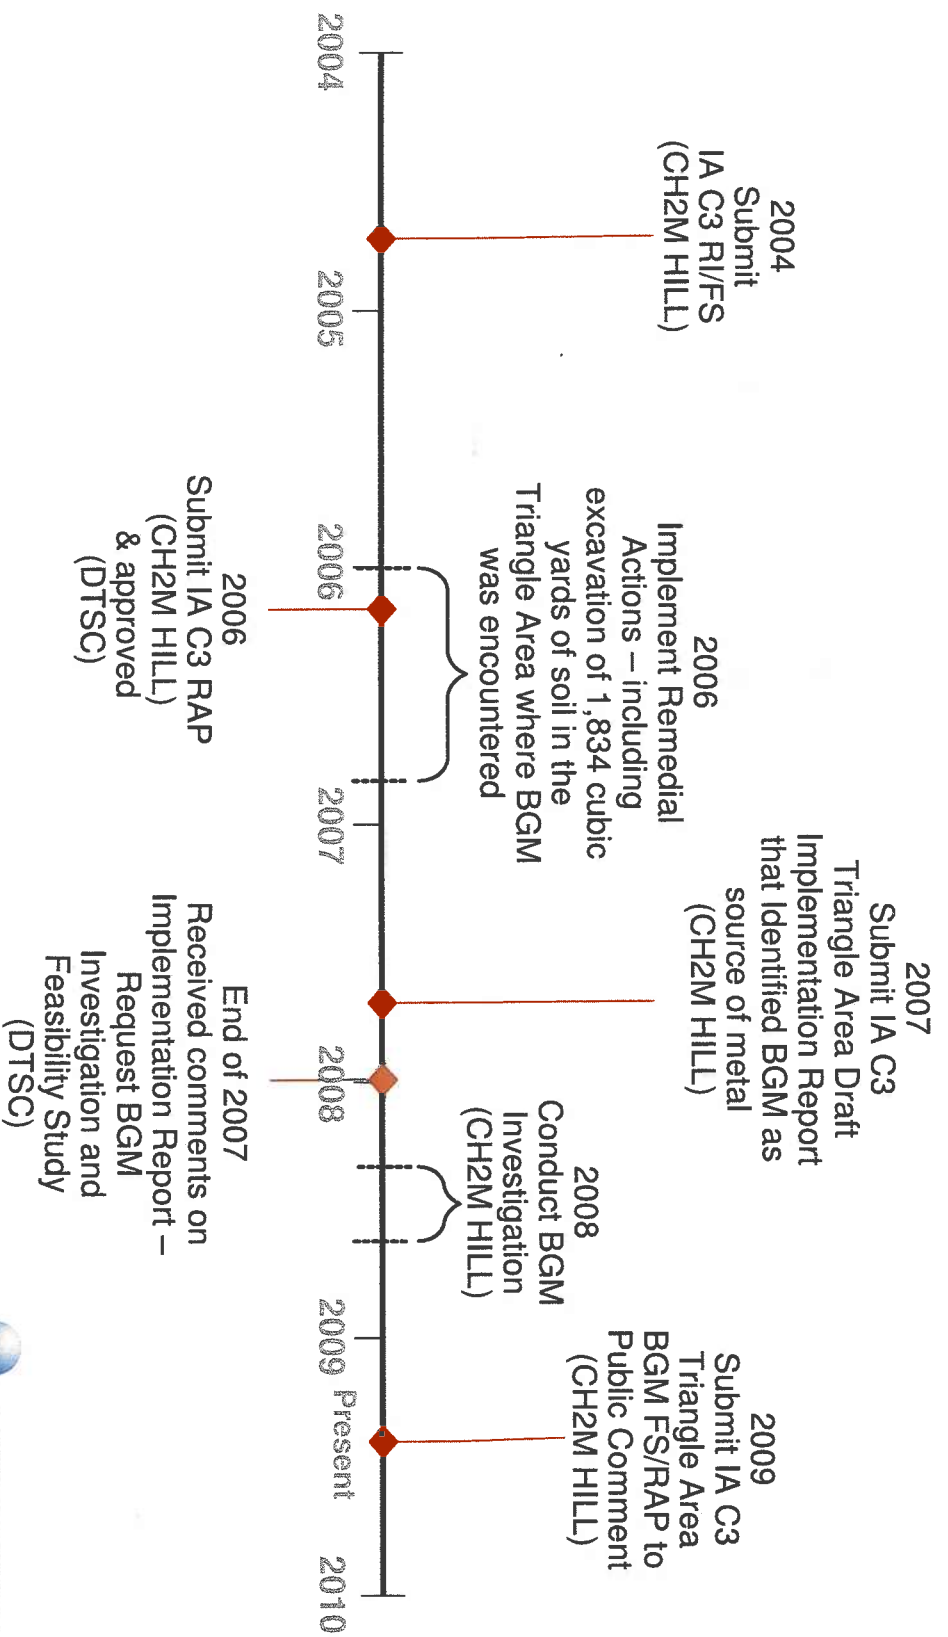 2004
Submit
IA C3 RI/FS
(CH2M HILL)
2006
Implement Remedial
Actions – including
excavation of 1,834 cubic
yards of soil in the
Triangle Area where BGM
was encountered
2007
Submit IA C3
Triangle Area Draft
Implementation Report
that Identified BGM as
source of metal
(CH2M HILL)
2008
Conduct BGM
Investigation
(CH2M HILL)
2009
Submit IA C3
Triangle Area
BGM FS/RAP to
Public Comment
(CH2M HILL)
2004
2005
2006
2007
2008
2009
Present
2010
2006
Submit IA C3 RAP
(CH2M HILL)
& approved
(DTSC)
End of 2007
Received comments on
Implementation Report –
Request BGM
Investigation and
Feasibility Study
(DTSC)